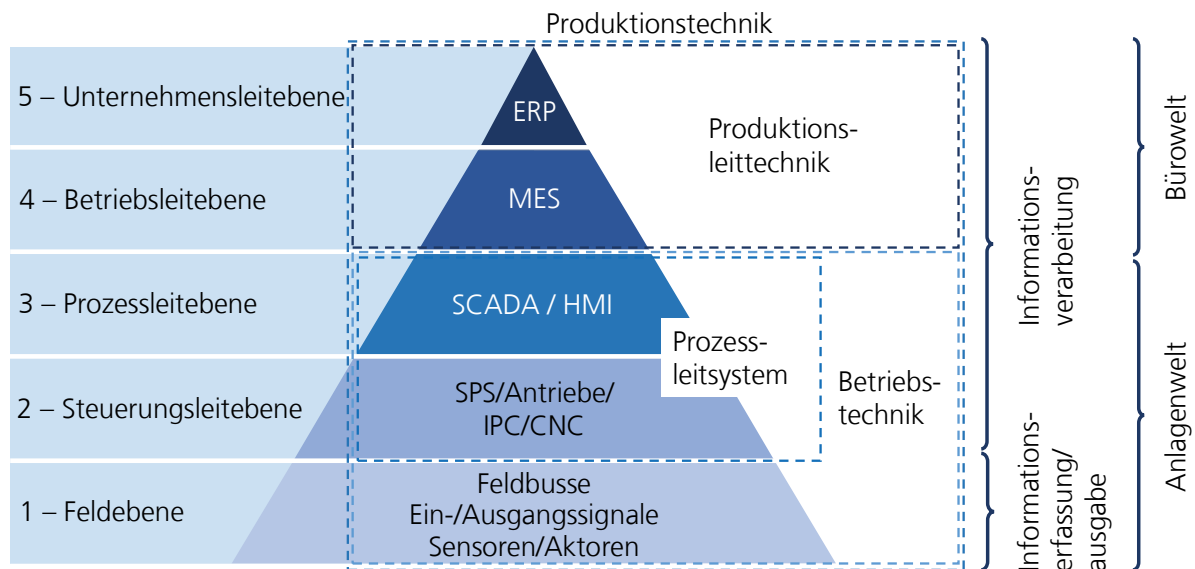 Produktionstechnik
5 – Unternehmensleitebene
ERP
Produktions-
leittechnik
4 – Betriebsleitebene
MES
3 – Prozessleitebene
SCADA / HMI
Prozess-
leitsystem
2 – Steuerungsleitebene
SPS/Antriebe/
IPC/CNC
Betriebs-
technik
1 – Feldebene
Feldbusse
Ein-/Ausgangssignale
Sensoren/Aktoren
Informations-
verarbeitung
Informations-
erfassung/
ausgabe
Bürowelt
Anlagenwelt